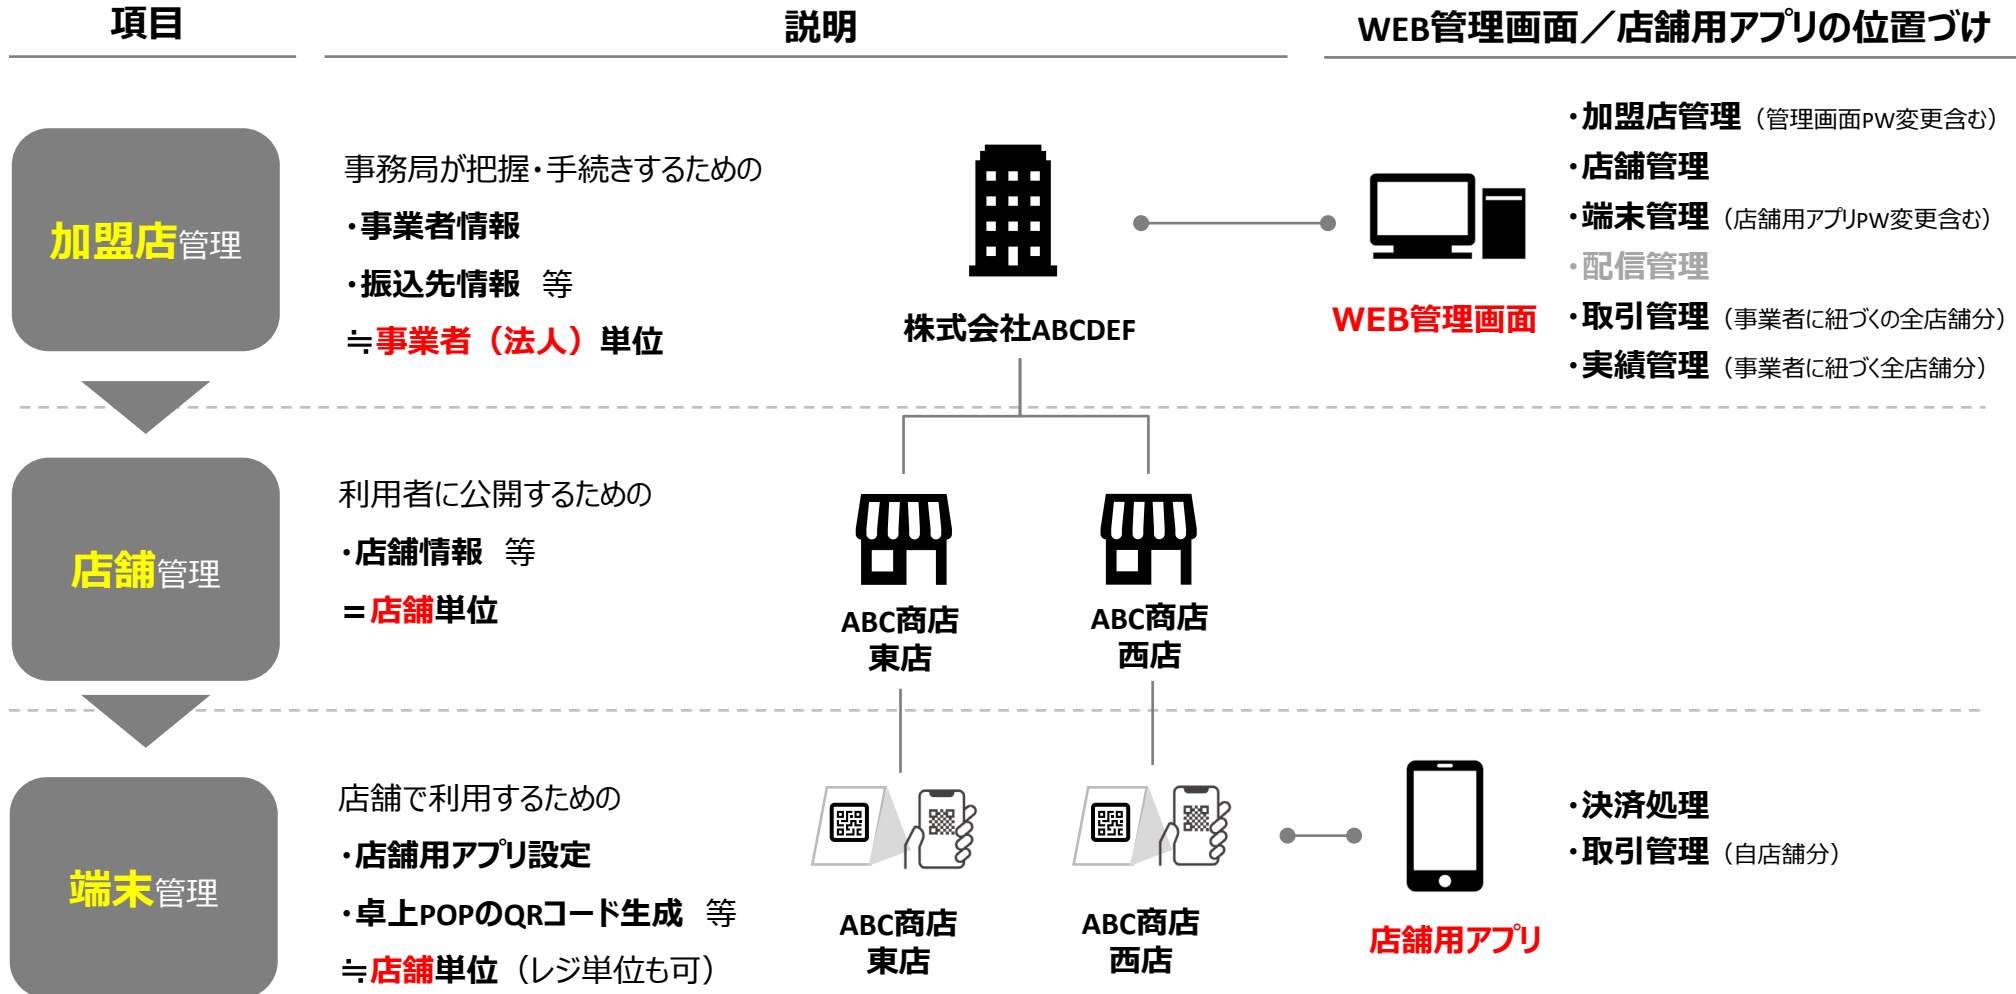 項目
説明
WEB管理画面／店舗用アプリの位置づけ
加盟店管理
事務局が把握・手続きするための
・事業者情報
・振込先情報 等
≒事業者（法人）単位
株式会社ABCDEF
WEB管理画面
・加盟店管理（管理画面PW変更含む）
・店舗管理
・端末管理（店舗用アプリPW変更含む）
・配信管理
・取引管理（事業者に紐づくの全店舗分）
・実績管理（事業者に紐づく全店舗分）
店舗管理
利用者に公開するための
・店舗情報 等
＝店舗単位
ABC商店
東店
ABC商店
西店
端末管理
店舗で利用するための
・店舗用アプリ設定
・卓上POPのQRコード生成 等
≒店舗単位（レジ単位も可）
ABC商店
東店
ABC商店
西店
店舗用アプリ
・決済処理
・取引管理（自店舗分）